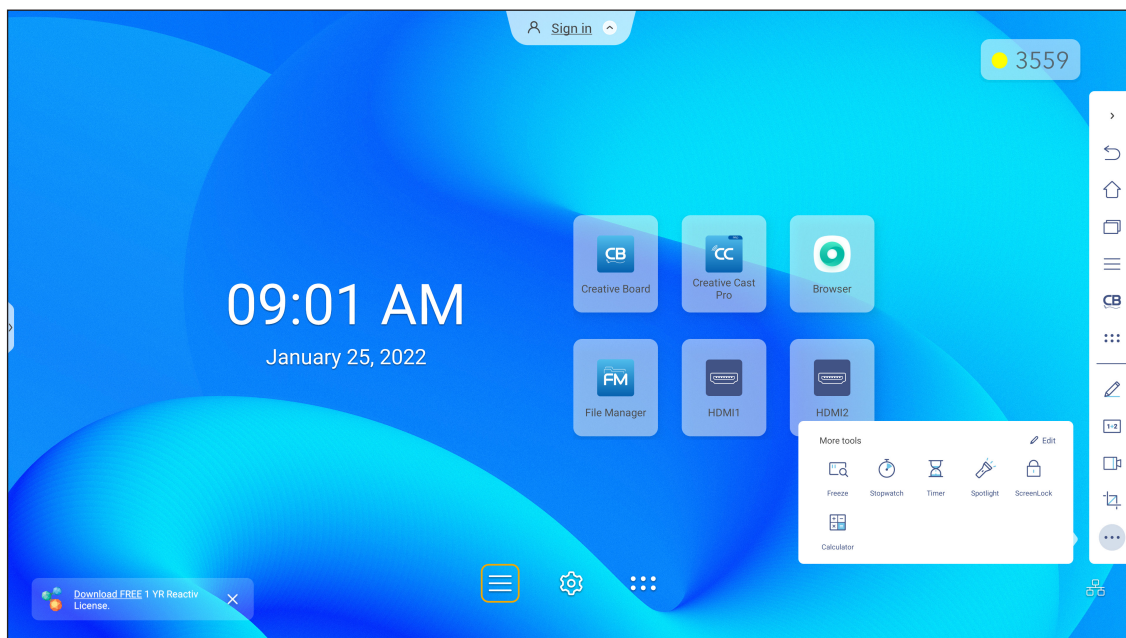 Sign in
3559
09:01 AM
January 25, 2022
CB
Creative Board
CC
Creative Cast
Pro
Browser
FM
File Manager
HDMI1
HDMI2
CB
1÷2
More tools
Edit
Freeze
Stopwatch
Timer
Spotlight
ScreenLock
Calculator
Download FREE 1 YR Reactiv
License.